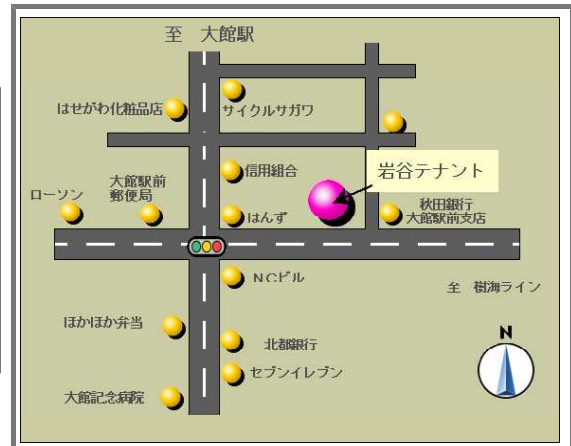 至 大館駅
はせがわ化粧品店
サイクルサガワ
信用組合
岩谷テナント
大館駅前
郵便局
ローソン
はんず
秋田銀行
大館駅前支店
NCビル
至 樹海ライン
ほかほか弁当
北都銀行
N
セブンイレブン
大館記念病院